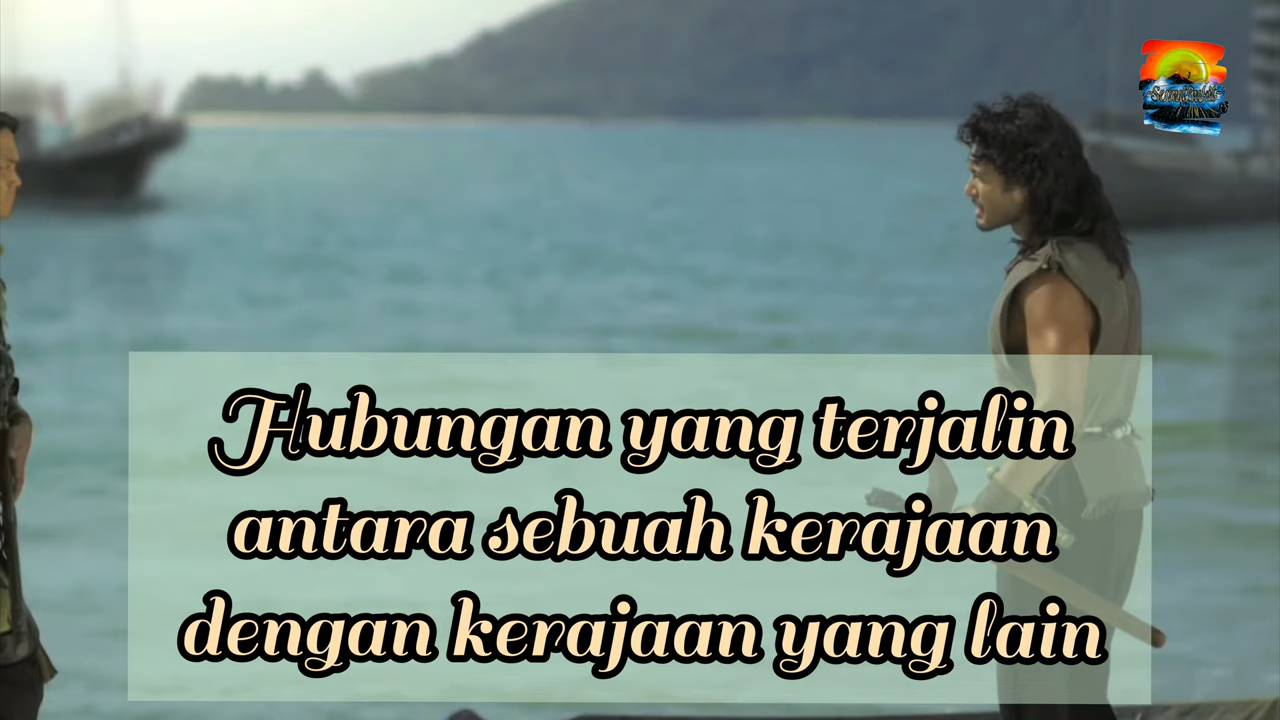 Hubungan yang terjalin
antara sebuah kerajaan
dengan kerajaan yang lain